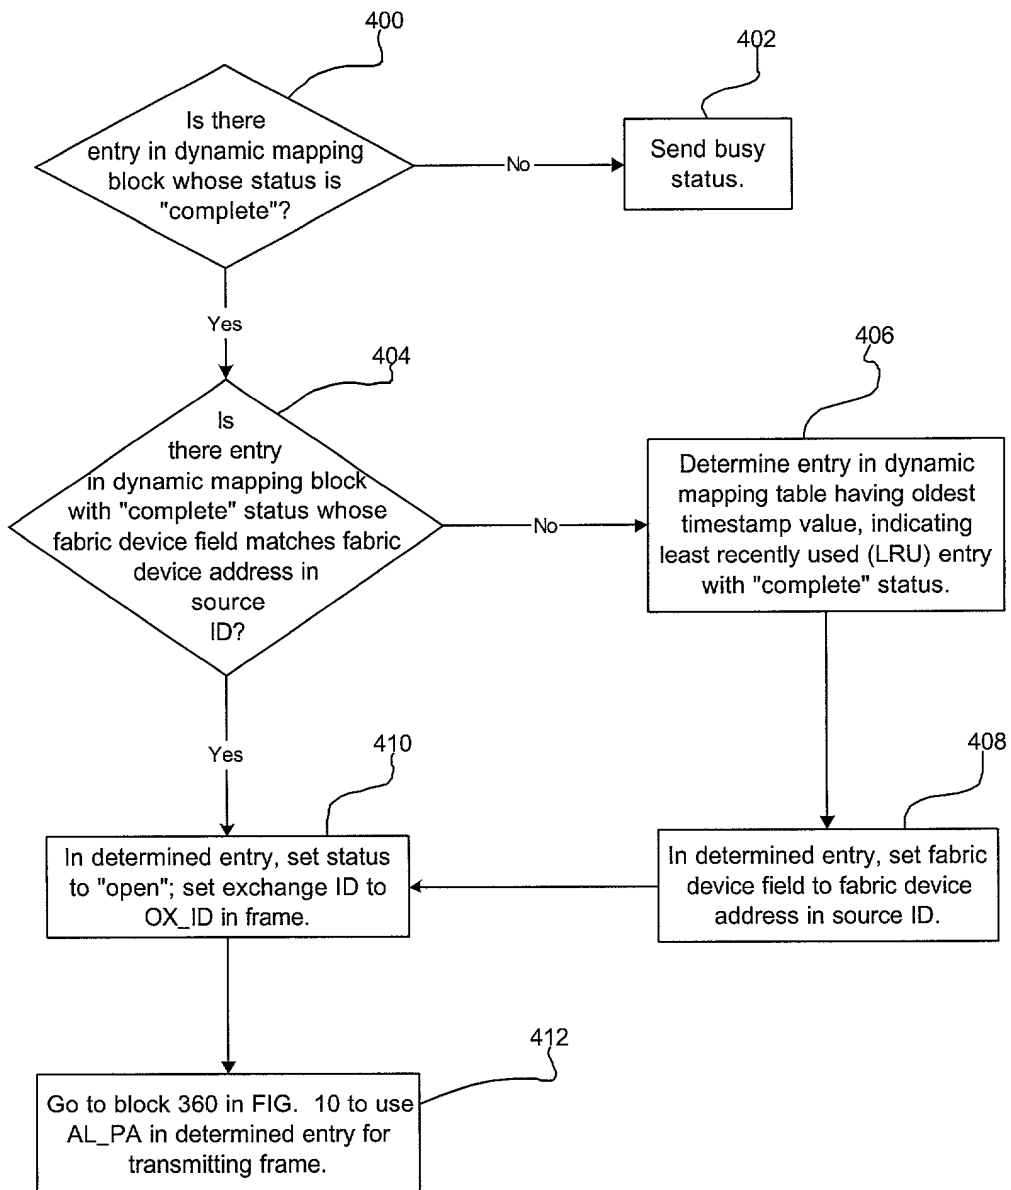 400
Is there
entry in dynamic mapping
block whose status is
"complete"?
No
402
Send busy
status.
Yes
404
Is
there entry
in dynamic mapping block
with "complete" status whose
fabric device field matches fabric
device address in
source
ID?
No
406
Determine entry in dynamic
mapping table having oldest
timestamp value, indicating
least recently used (LRU) entry
with "complete" status.
Yes
408
In determined entry, set fabric
device field to fabric device
address in source ID.
410
In determined entry, set status
to "open"; set exchange ID to
OX_ID in frame.
412
Go to block 360 in FIG. 10 to use
AL_PA in determined entry for
transmitting frame.